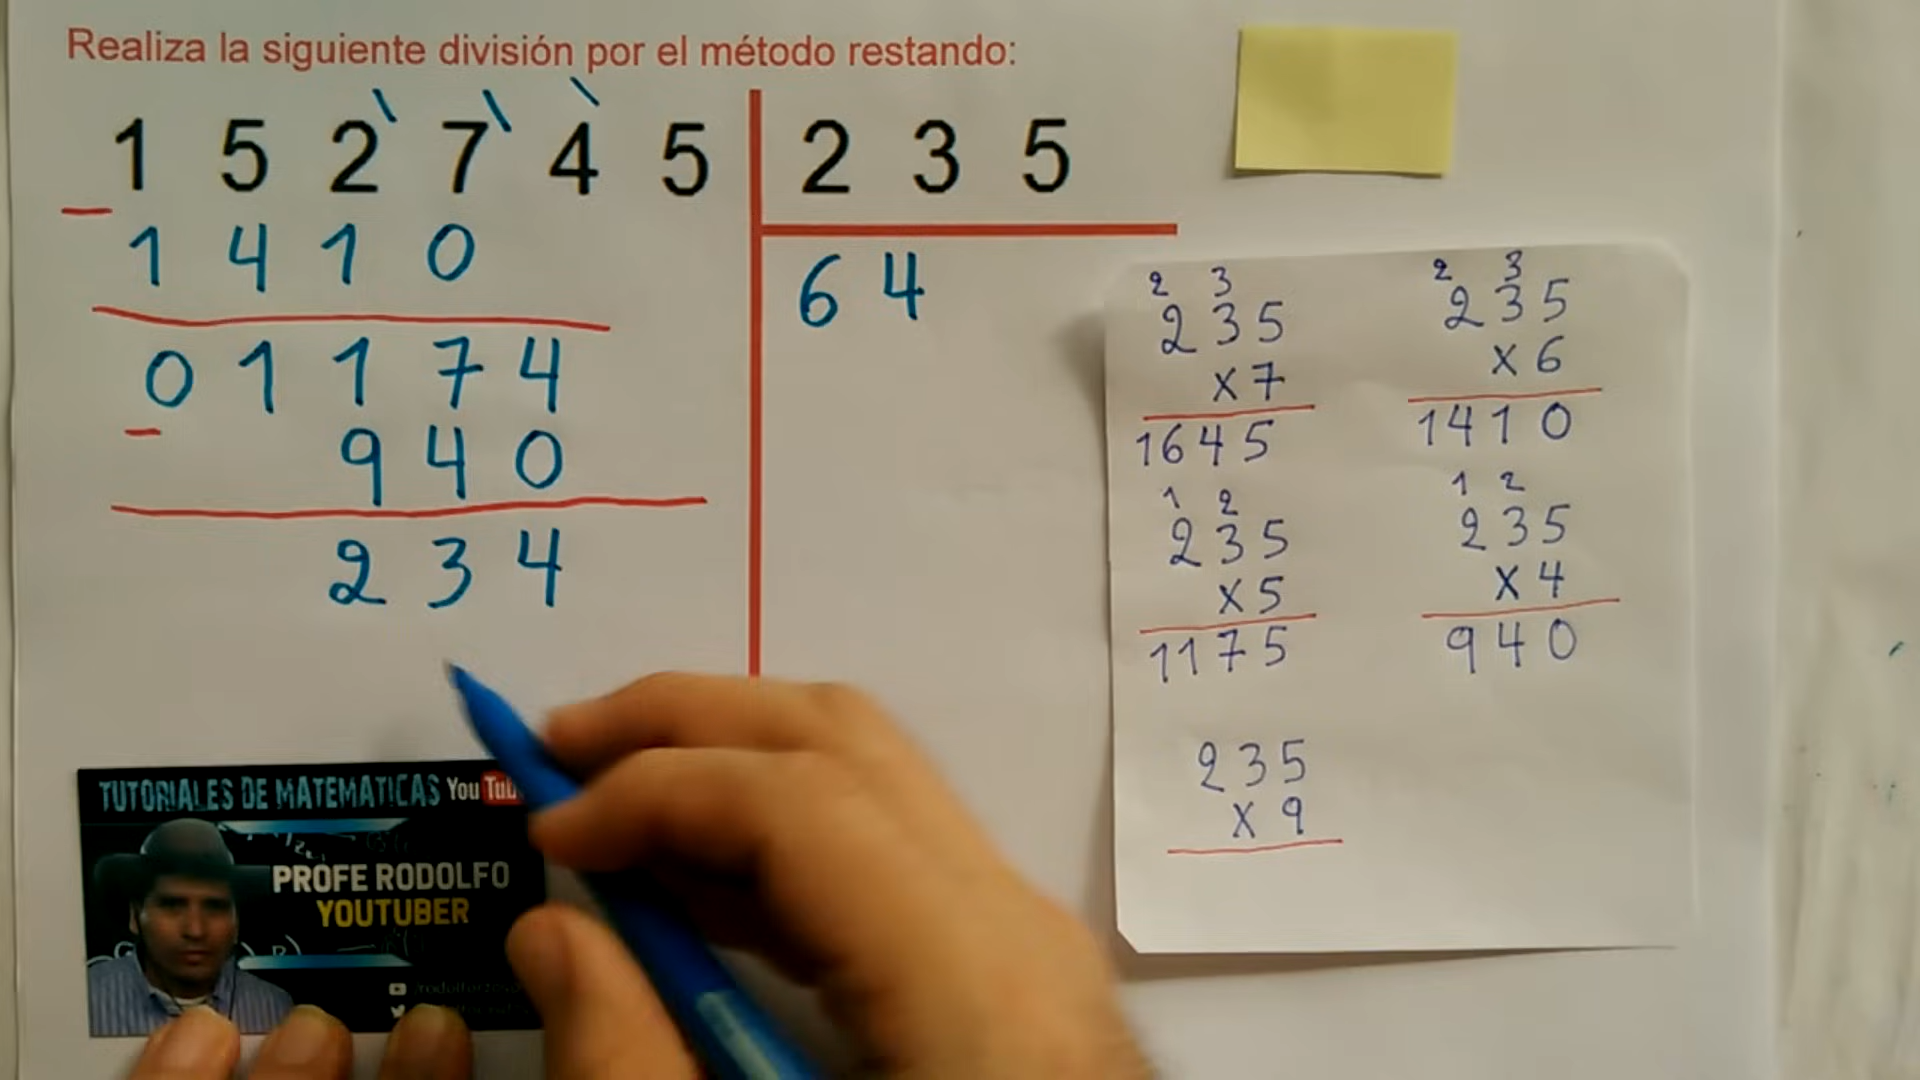 Realiza la siguiente división por el método restando:
1 5 2 7 4 5 2 3 5
1 4 1 0
6 4
0 1 1 7 4
9 4 0
2 3 4
2 3
2 3 5
x 7
1 6 4 5
2 3
2 3 5
x 6
1 4 1 0
1 2
2 3 5
x 5
1 1 7 5
1 2
2 3 5
x 4
9 4 0
2 3 5
x 9
TUTORIALES DE MATEMATICAS You
PROFE RODOLFO
YOUTUBER